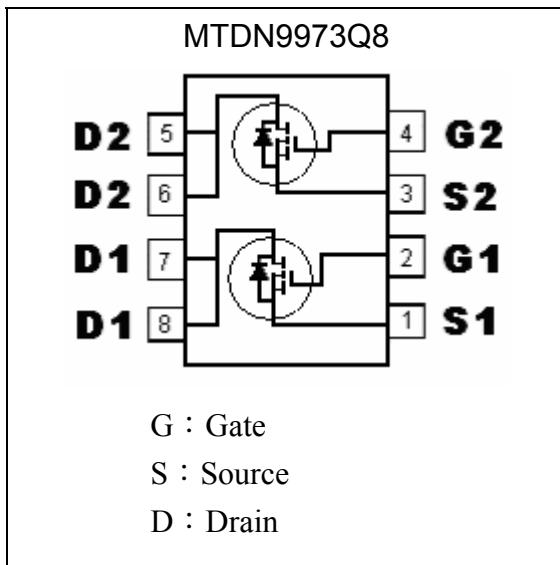 MTDN9973Q8
D2 5 4 G2
D2 6 3 S2
D1 7 2 G1
D1 8 1 S1
G：Gate
S：Source
D：Drain